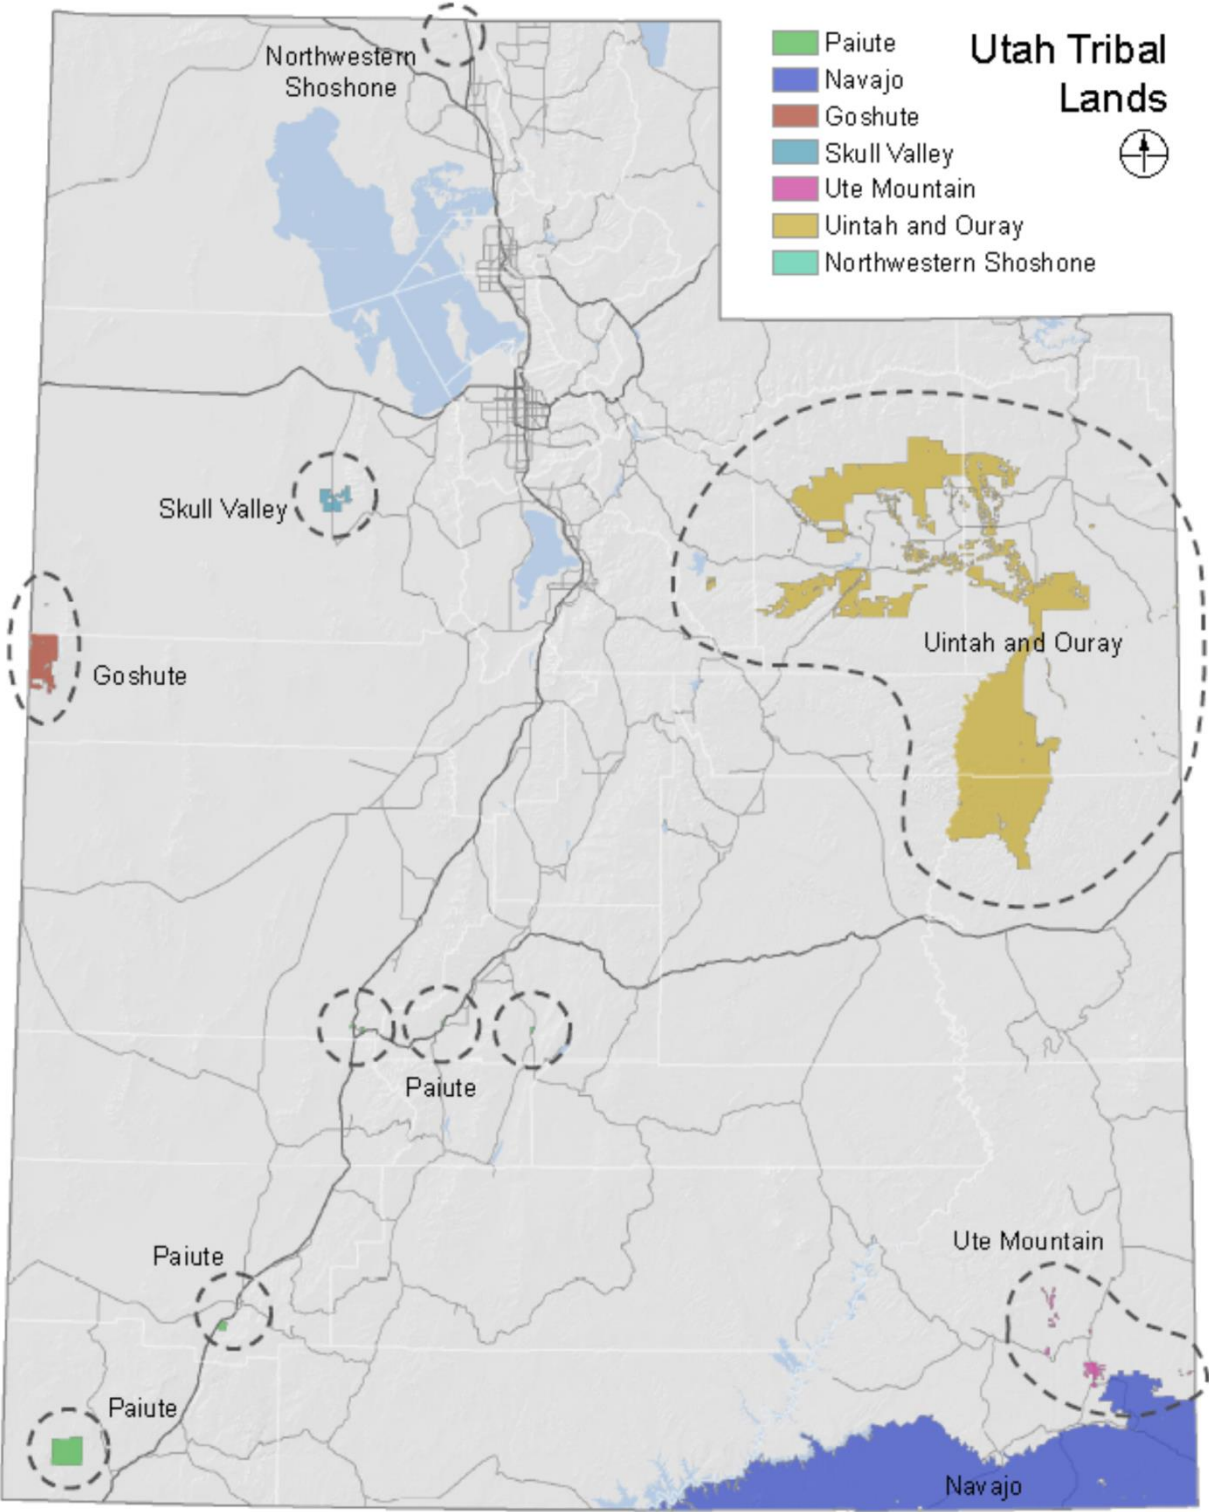 Utah Tribal
Lands
Paiute
Navajo
Goshute
Skull Valley
Ute Mountain
Uintah and Ouray
Northwestern Shoshone
Northwestern
Shoshone
Skull Valley
Goshute
Uintah and Ouray
Paiute
Paiute
Ute Mountain
Paiute
Navajo